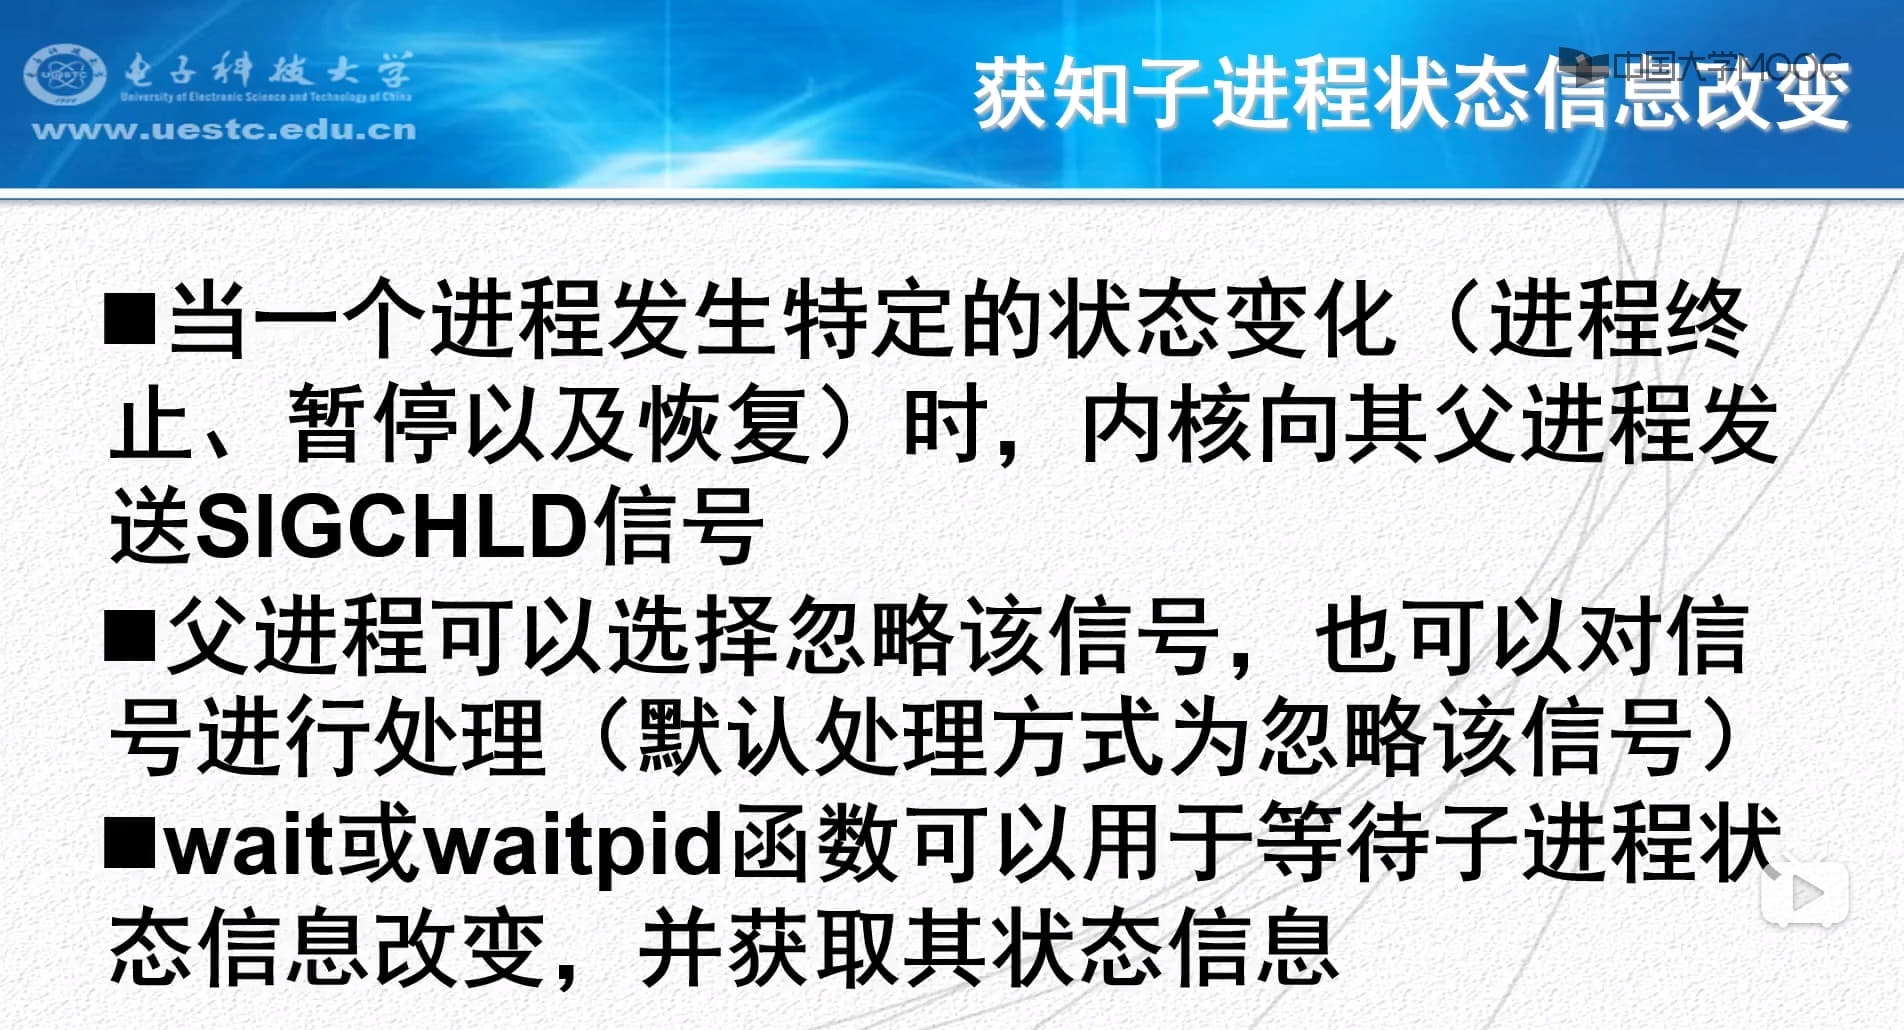 电子科技大学
University of Electronic Science and Technology of China
www.uestc.edu.cn
中国大学MOOC
获知子进程状态信息改变
■当一个进程发生特定的状态变化（进程终
止、暂停以及恢复）时，内核向其父进程发
送SIGCHLD信号
■父进程可以选择忽略该信号，也可以对信
号进行处理（默认处理方式为忽略该信号）
■wait或waitpid函数可以用于等待子进程状
态信息改变，并获取其状态信息